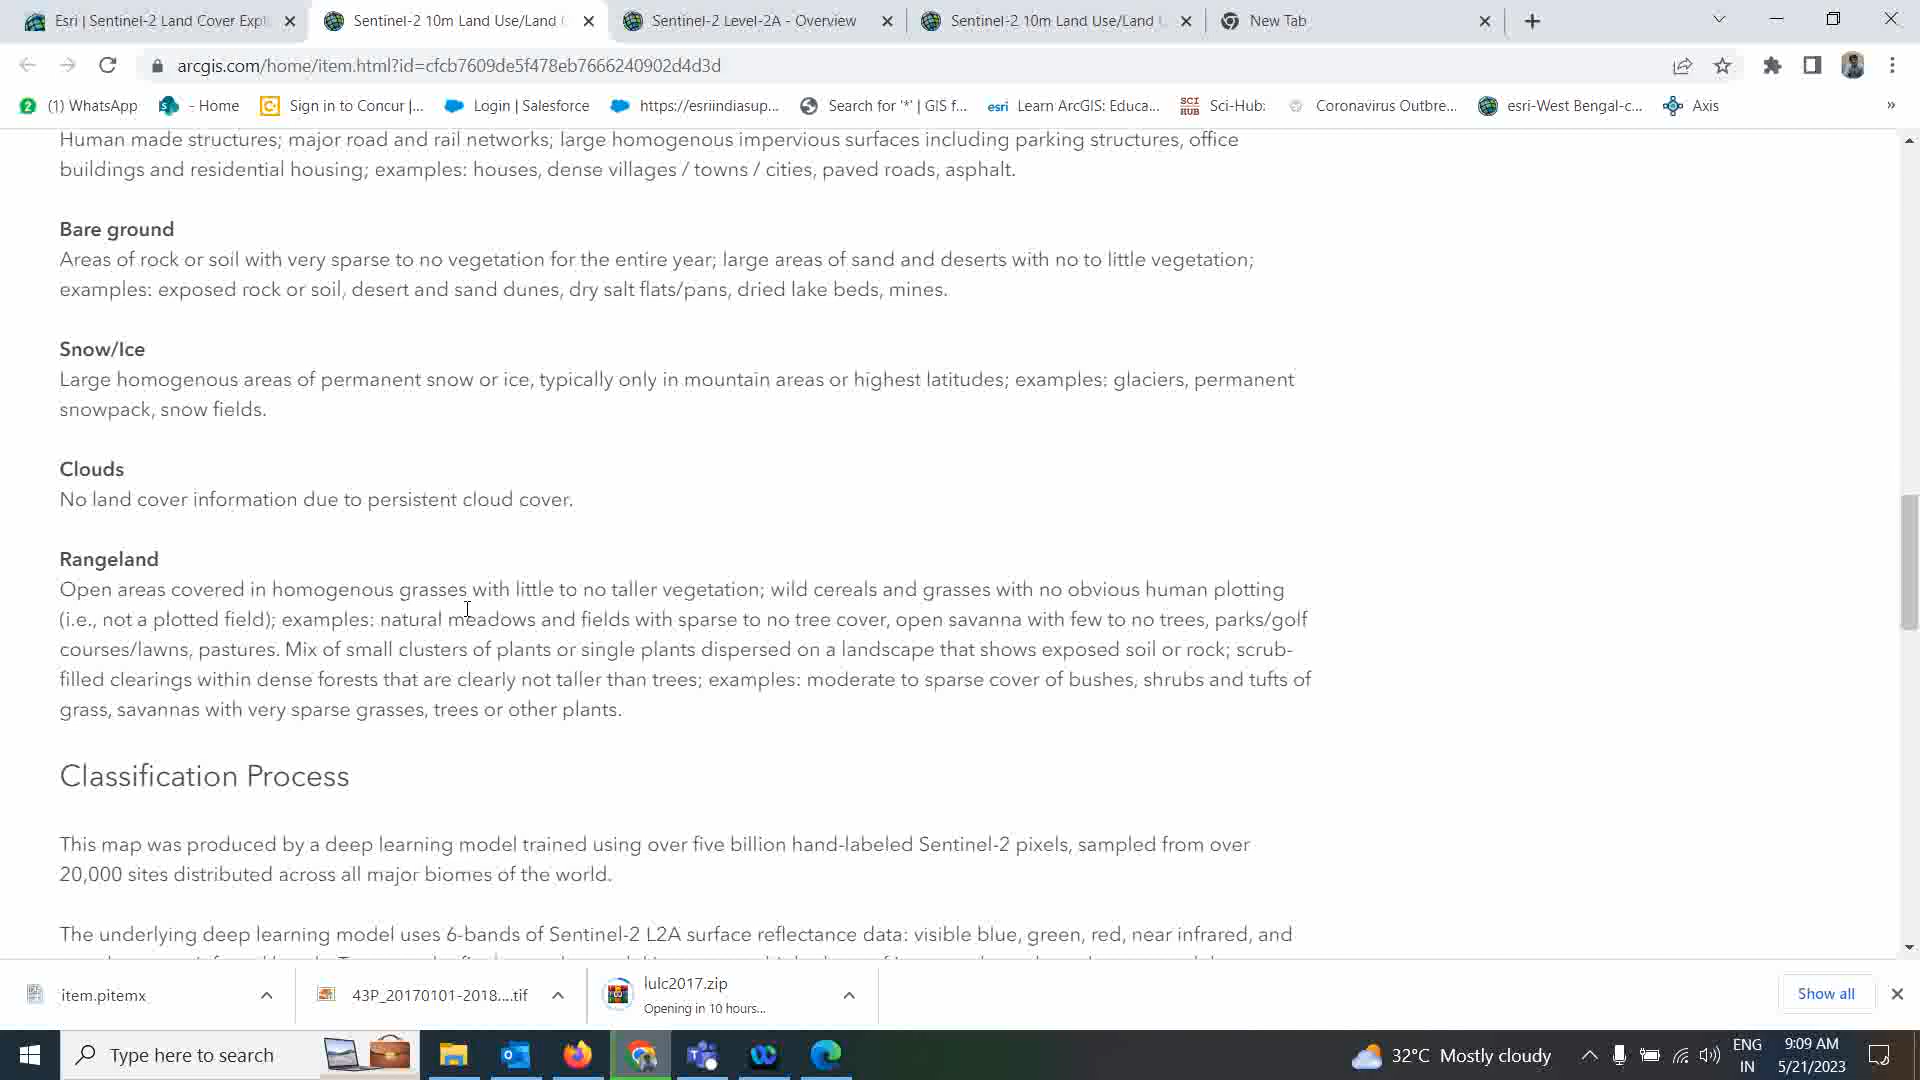 Esri | Sentinel-2 Land Cover Expl
Sentinel-2 10m Land Use/Land
Sentinel-2 Level-2A - Overview
Sentinel-2 10m Land Use/Land
New Tab
arcgis.com/home/item.html?id=cfcb7609de5f478eb7666240902d4d3d
(1) WhatsApp
- Home
Sign in to Concur |...
Login | Salesforce
https://esriindiasup...
Search for '*' | GIS f...
esri Learn ArcGIS: Educa...
SCI HUB Sci-Hub:
Coronavirus Outbre...
esri-West Bengal-c...
Axis
»
Human made structures; major road and rail networks; large homogenous impervious surfaces including parking structures, office
buildings and residential housing; examples: houses, dense villages / towns / cities, paved roads, asphalt.
Bare ground
Areas of rock or soil with very sparse to no vegetation for the entire year; large areas of sand and deserts with no to little vegetation;
examples: exposed rock or soil, desert and sand dunes, dry salt flats/pans, dried lake beds, mines.
Snow/Ice
Large homogenous areas of permanent snow or ice, typically only in mountain areas or highest latitudes; examples: glaciers, permanent
snowpack, snow fields.
Clouds
No land cover information due to persistent cloud cover.
Rangeland
Open areas covered in homogenous grasses with little to no taller vegetation; wild cereals and grasses with no obvious human plotting
(i.e., not a plotted field); examples: natural meadows and fields with sparse to no tree cover, open savanna with few to no trees, parks/golf
courses/lawns, pastures. Mix of small clusters of plants or single plants dispersed on a landscape that shows exposed soil or rock; scrub-
filled clearings within dense forests that are clearly not taller than trees; examples: moderate to sparse cover of bushes, shrubs and tufts of
grass, savannas with very sparse grasses, trees or other plants.
Classification Process
This map was produced by a deep learning model trained using over five billion hand-labeled Sentinel-2 pixels, sampled from over
20,000 sites distributed across all major biomes of the world.
The underlying deep learning model uses 6-bands of Sentinel-2 L2A surface reflectance data: visible blue, green, red, near infrared, and
item.pitemx
43P_20170101-2018....tif
lulc2017.zip
Opening in 10 hours...
Show all
Type here to search
32°C Mostly cloudy
ENG
IN
9:09 AM
5/21/2023